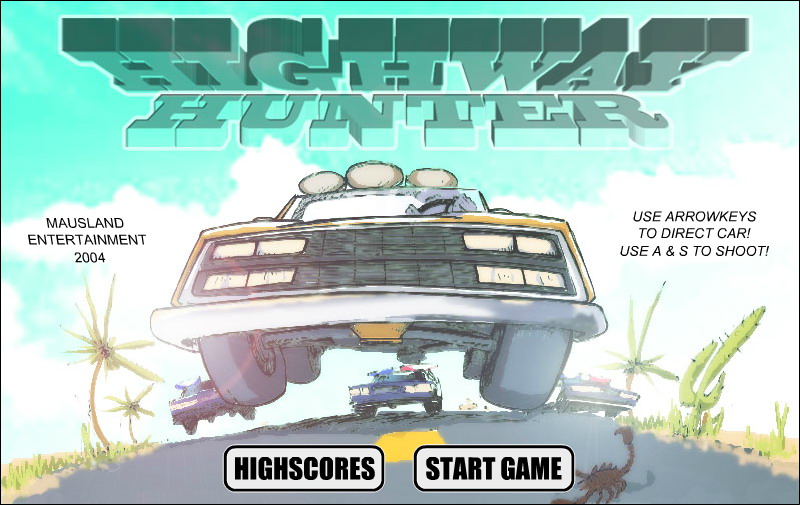 HIGHWAY
HUNTER
MAUSLAND
ENTERTAINMENT
2004
USE ARROWKEYS
TO DIRECT CAR!
USE A & S TO SHOOT!
HIGHSCORES
START GAME